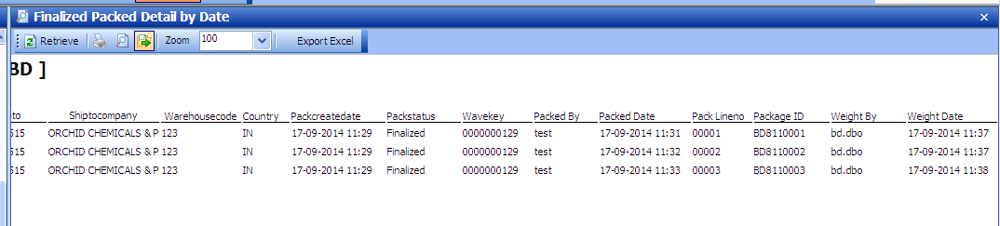 Finalized Packed Detail by Date
Retrieve Zoom 100 Export Excel
BD ]
to Shiptocompany Warehousecode Country Packcreatedate Packstatus Wavekey Packed By Packed Date Pack Lineno Package ID Weight By Weight Date
515 ORCHID CHEMICALS & P 123 IN 17-09-2014 11:29 Finalized 0000000129 test 17-09-2014 11:31 00001 BD8110001 bd.dbo 17-09-2014 11:37
515 ORCHID CHEMICALS & P 123 IN 17-09-2014 11:29 Finalized 0000000129 test 17-09-2014 11:32 00002 BD8110002 bd.dbo 17-09-2014 11:37
515 ORCHID CHEMICALS & P 123 IN 17-09-2014 11:29 Finalized 0000000129 test 17-09-2014 11:33 00003 BD8110003 bd.dbo 17-09-2014 11:38